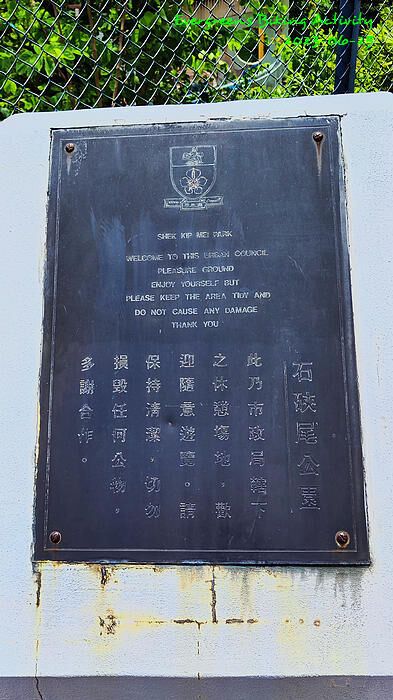 Evergreen's Biking Activity
SHEK KIP MEI PARK
WELCOME TO THIS URBAN COUNCIL
PLEASURE GROUND
ENJOY YOURSELF BUT
PLEASE KEEP THE AREA TIDY AND
DO NOT CAUSE ANY DAMAGE
THANK YOU
石硤尾公園
此乃市政局轄下
之休憩場地，歡
迎隨意遊覽。請
保持清潔，切勿
損毀任何公物，
多謝合作。